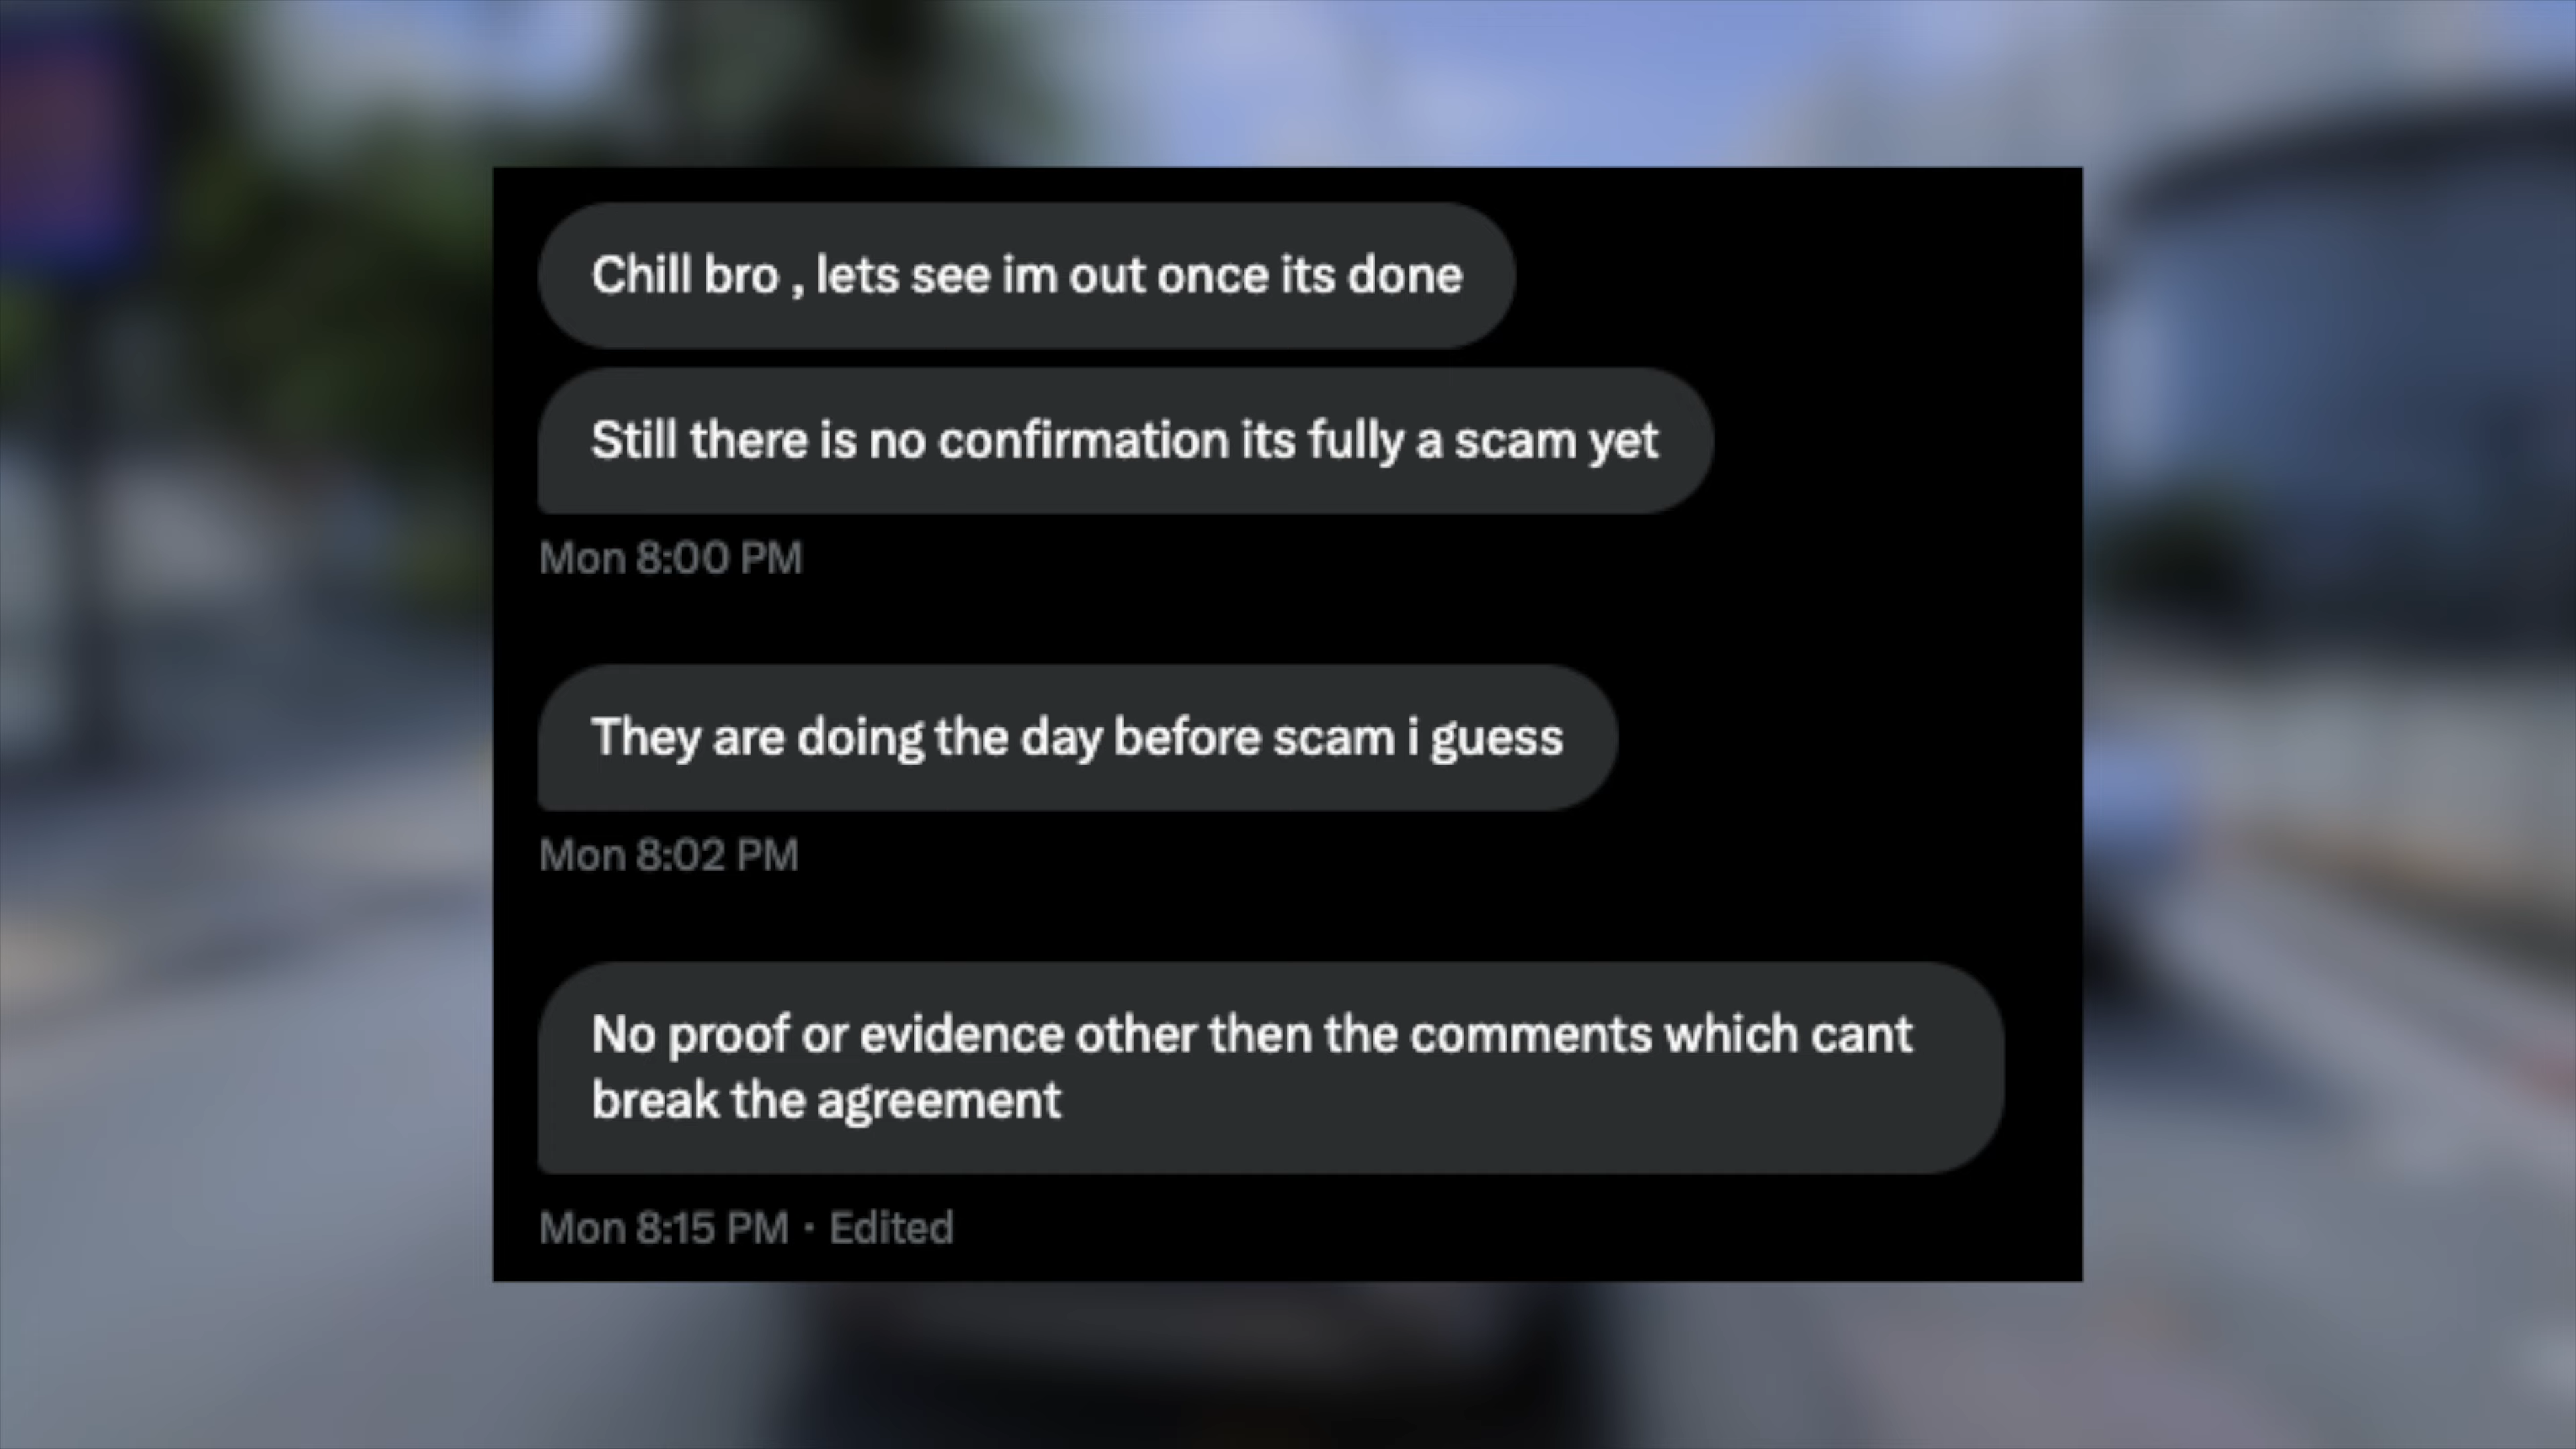 Chill bro , lets see im out once its done
Still there is no confirmation its fully a scam yet
Mon 8:00 PM
They are doing the day before scam i guess
Mon 8:02 PM
No proof or evidence other then the comments which cant
break the agreement
Mon 8:15 PM · Edited